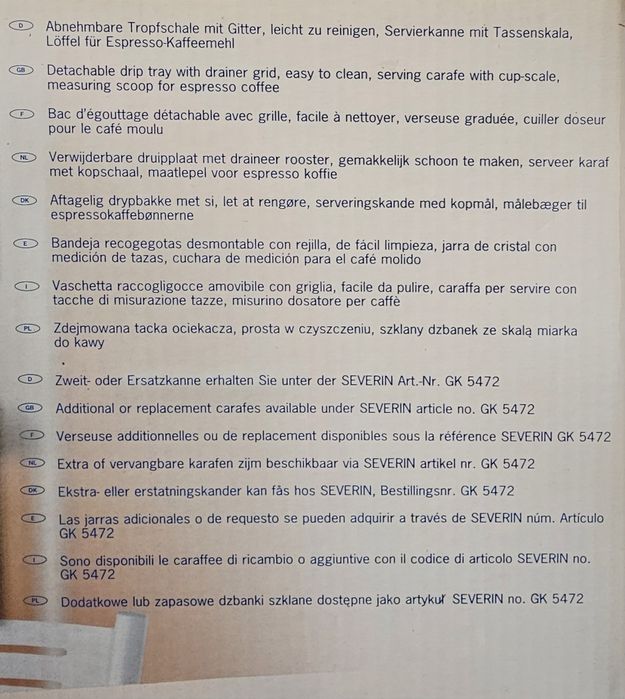 D Abnehmbare Tropfschale mit Gitter, leicht zu reinigen, Servierkanne mit Tassenskala,
Löffel für Espresso-Kaffeemehl
GB Detachable drip tray with drainer grid, easy to clean, serving carafe with cup-scale,
measuring scoop for espresso coffee
F Bac d'égouttage détachable avec grille, facile à nettoyer, verseuse graduée, cuiller doseur
pour le café moulu
NL Verwijderbare druipplaat met draineer rooster, gemakkelijk schoon te maken, serveer karaf
met kopschaal, maatlepel voor espresso koffie
DK Aftagelig drypbakke med si, let at rengøre, serveringskande med kopmål, målebæger til
espressokaffebønnerne
E Bandeja recogegotas desmontable con rejilla, de fácil limpieza, jarra de cristal con
medición de tazas, cuchara de medición para el café molido
I Vaschetta raccogligocce amovibile con griglia, facile da pulire, caraffa per servire con
tacche di misurazione tazze, misurino dosatore per caffè
PL Zdejmowana tacka ociekacza, prosta w czyszczeniu, szklany dzbanek ze skalą miarka
do kawy
D Zweit- oder Ersatzkanne erhalten Sie unter der SEVERIN Art.-Nr. GK 5472
GB Additional or replacement carafes available under SEVERIN article no. GK 5472
F Verseuse additionnelles ou de replacement disponibles sous la référence SEVERIN GK 5472
NL Extra of vervangbare karafen zijm beschikbaar via SEVERIN artikel nr. GK 5472
DK Ekstra- eller erstatningskander kan fås hos SEVERIN, Bestillingsnr. GK 5472
E Las jarras adicionales o de requesto se pueden adquirir a través de SEVERIN núm. Artículo
GK 5472
I Sono disponibili le caraffee di ricambio o aggiuntive con il codice di articolo SEVERIN no.
GK 5472
PL Dodatkowe lub zapasowe dzbanki szklane dostępne jako artykuł SEVERIN no. GK 5472